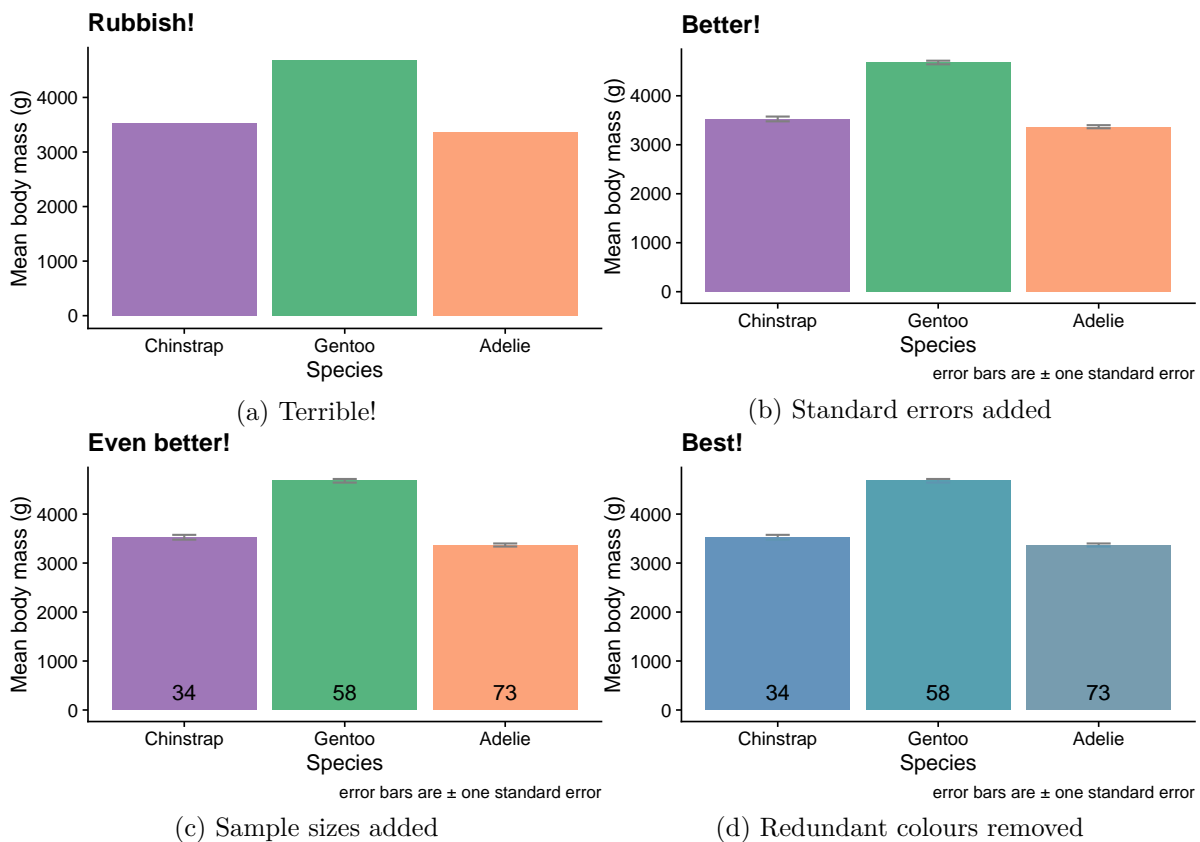 Rubbish!
Mean body mass (g)
4000
3000
2000
1000
0
Chinstrap
Gentoo
Adelie
Species
(a) Terrible!
Better!
Mean body mass (g)
4000
3000
2000
1000
0
Chinstrap
Gentoo
Adelie
Species
error bars are ± one standard error
(b) Standard errors added
Even better!
Mean body mass (g)
4000
3000
2000
1000
0
34
58
73
Chinstrap
Gentoo
Adelie
Species
error bars are ± one standard error
(c) Sample sizes added
Best!
Mean body mass (g)
4000
3000
2000
1000
0
34
58
73
Chinstrap
Gentoo
Adelie
Species
error bars are ± one standard error
(d) Redundant colours removed